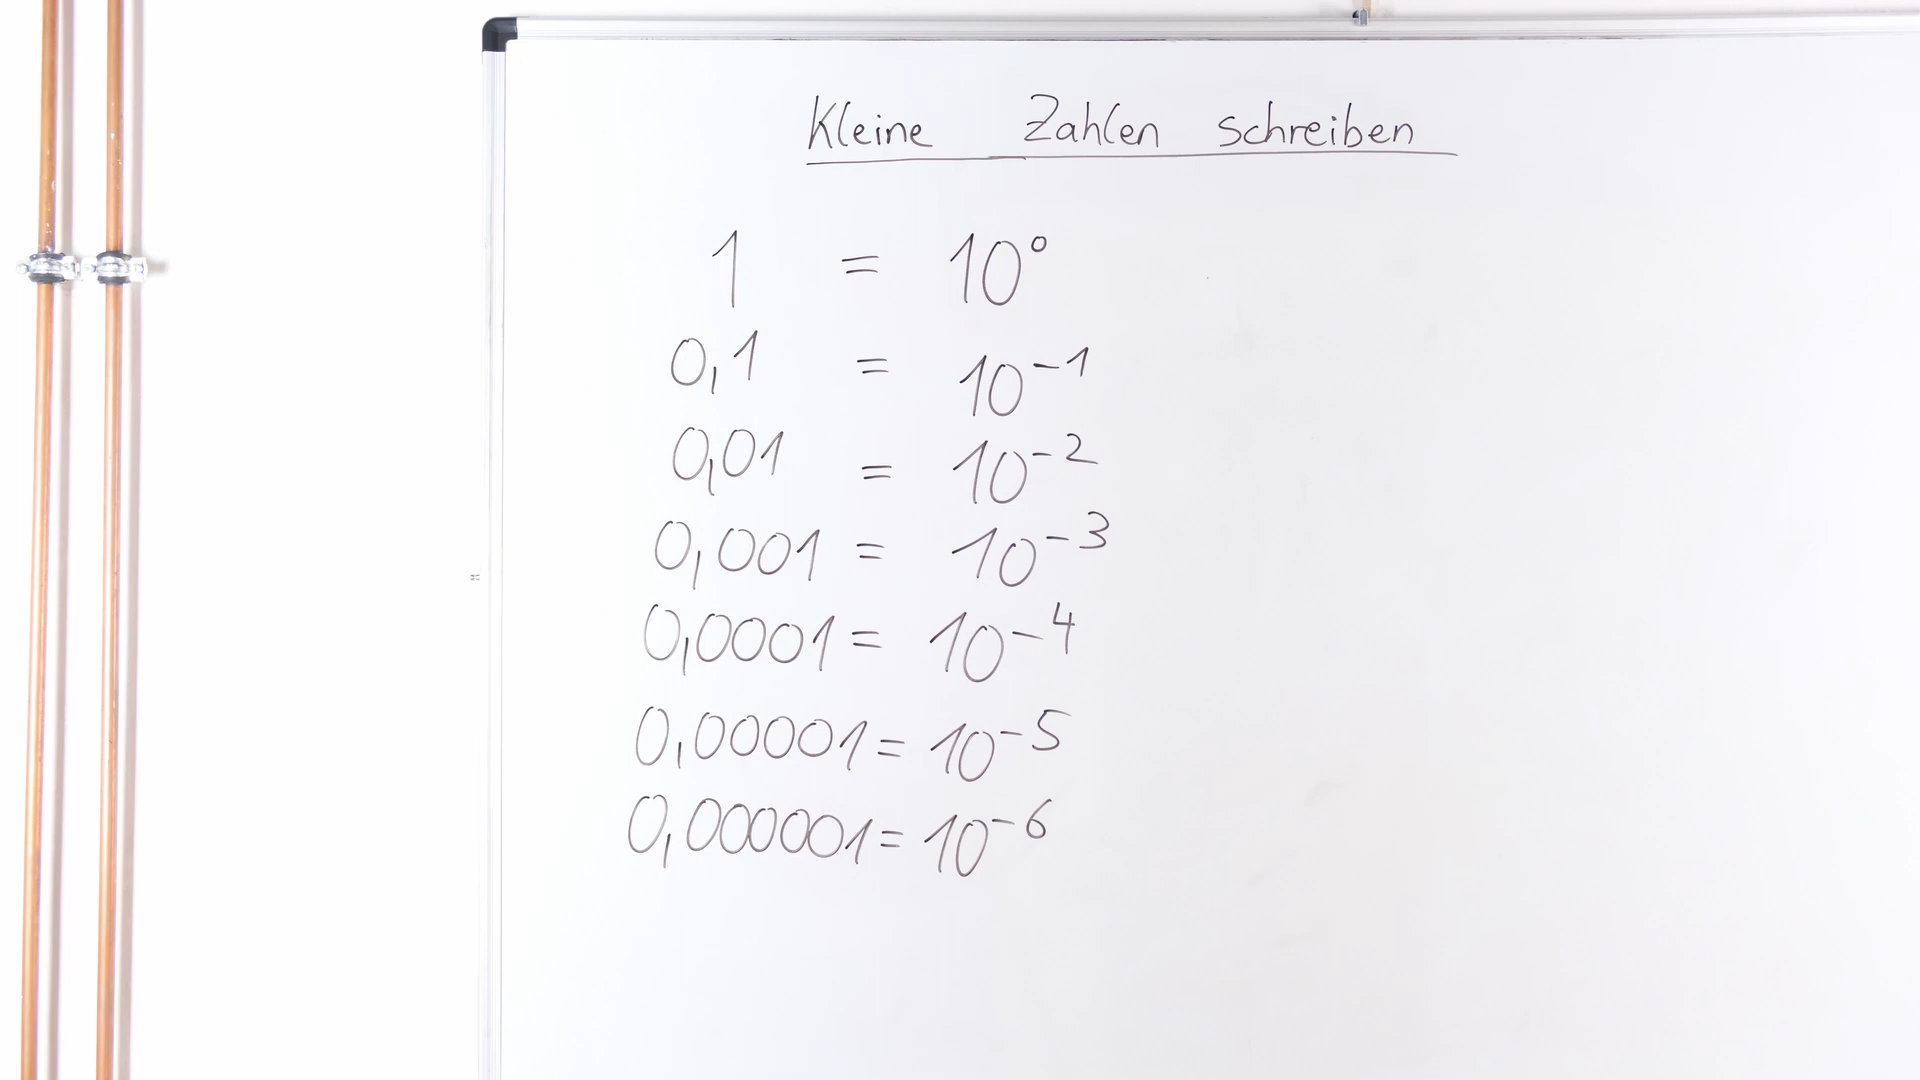 Kleine Zahlen schreiben
1 = 10⁰
0,1 = 10⁻¹
0,01 = 10⁻²
0,001 = 10⁻³
0,0001 = 10⁻⁴
0,00001 = 10⁻⁵
0,000001 = 10⁻⁶